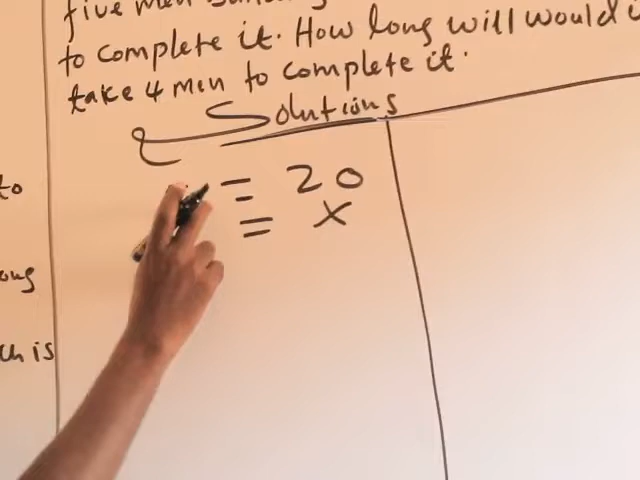 five men
to complete it. How long will would i
take 4 men to complete it.
Solutions
to
= 20
ong
= x
ch is